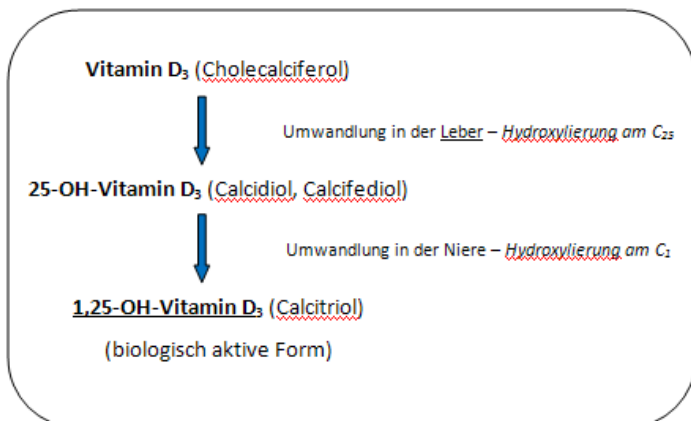 Vitamin D₃ (Cholecalciferol)
Umwandlung in der Leber – Hydroxylierung am C₂₅
25-OH-Vitamin D₃ (Calcidiol, Calcifediol)
Umwandlung in der Niere – Hydroxylierung am C₁
1,25-OH-Vitamin D₃ (Calcitriol)
(biologisch aktive Form)